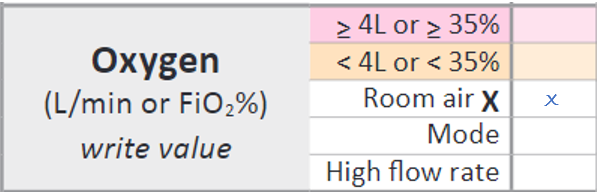 Oxygen
(L/min or FiO₂%)
write value
≥ 4L or ≥ 35%
< 4L or < 35%
Room air X x
Mode
High flow rate